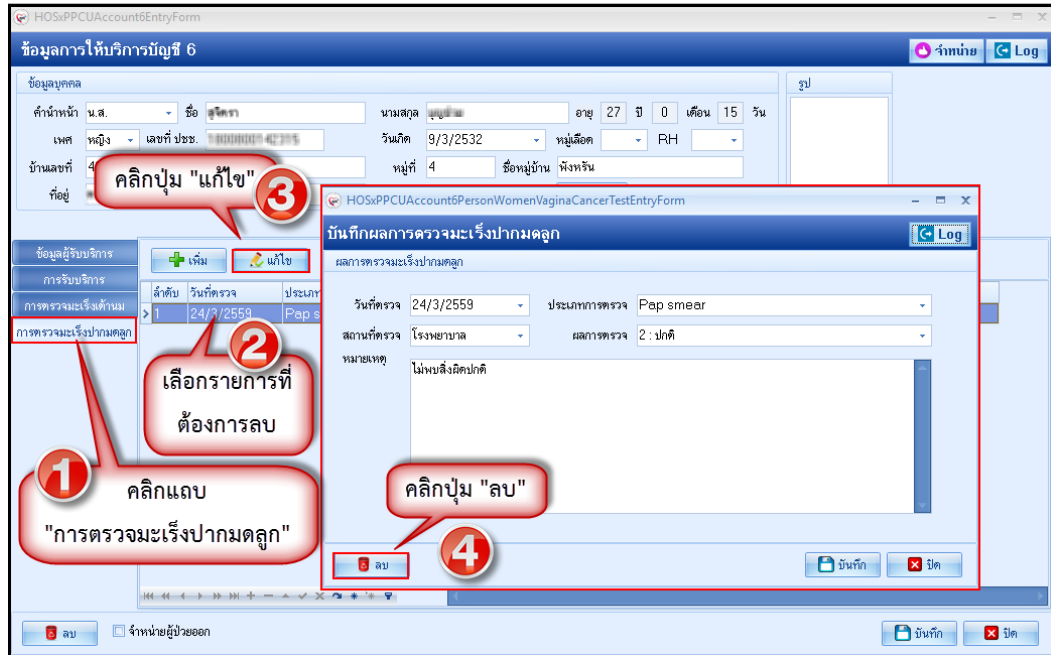 HOSxPPCUAccount6EntryForm
ข้อมูลการให้บริการบัญชี 6
จำหน่าย Log
ข้อมูลบุคคล รูป
คำนำหน้า น.ส. ชื่อ สุจิตรา นามสกุล อายุ 27 ปี 0 เดือน 15 วัน
เพศ หญิง เลขที่ ปชช. วันเกิด 9/3/2532 หมู่เลือด RH
บ้านเลขที่ 4 หมู่ที่ 4 ชื่อหมู่บ้าน พังหรัน
ที่อยู่
คลิกปุ่ม "แก้ไข"
3
HOSxPPCUAccount6PersonWomenVaginaCancerTestEntryForm
บันทึกผลการตรวจมะเร็งปากมดลูก Log
ผลการตรวจมะเร็งปากมดลูก
วันที่ตรวจ 24/3/2559 ประเภทการตรวจ Pap smear
สถานที่ตรวจ โรงพยาบาล ผลการตรวจ 2 : ปกติ
หมายเหตุ ไม่พบสิ่งผิดปกติ
ลบ บันทึก ปิด
ข้อมูลผู้รับบริการ
การรับบริการ
การตรวจมะเร็งเต้านม
การตรวจมะเร็งปากมดลูก
เพิ่ม แก้ไข
ลำดับ วันที่ตรวจ ประเภท
1 24/3/2559 Pap s
2
เลือกรายการที่
ต้องการลบ
1
คลิกแถบ
"การตรวจมะเร็งปากมดลูก"
คลิกปุ่ม "ลบ"
4
ลบ จำหน่ายผู้ป่วยออก บันทึก ปิด